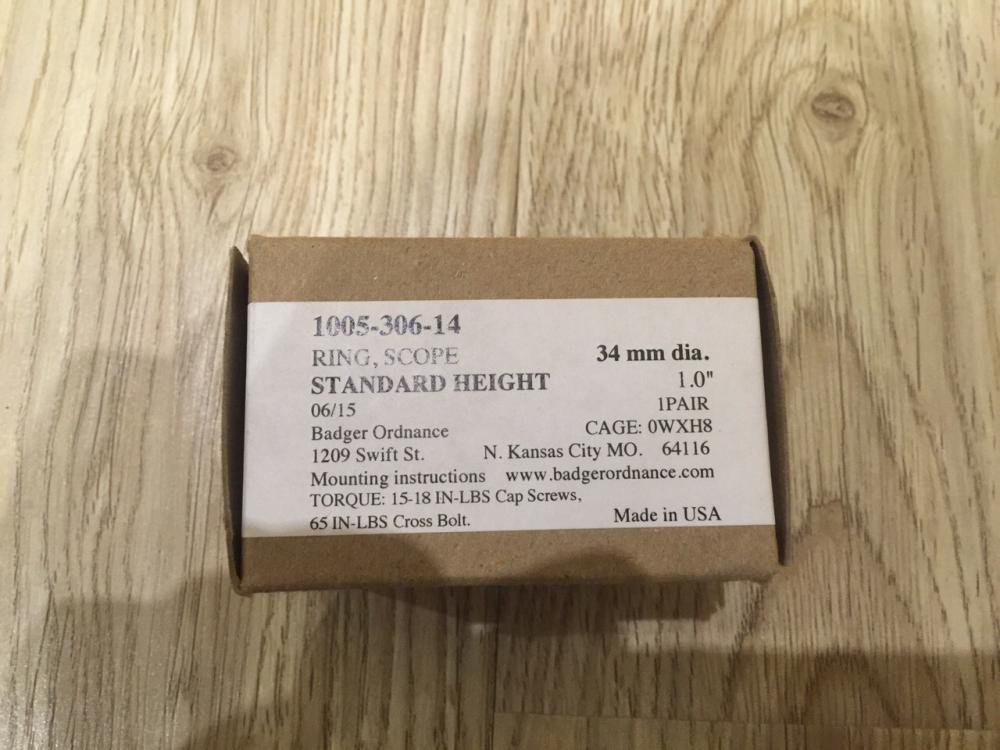 1005-306-14
RING, SCOPE 34 mm dia.
STANDARD HEIGHT 1.0"
06/15 1PAIR
Badger Ordnance CAGE: 0WXH8
1209 Swift St. N. Kansas City MO. 64116
Mounting instructions www.badgerordnance.com
TORQUE: 15-18 IN-LBS Cap Screws,
65 IN-LBS Cross Bolt. Made in USA